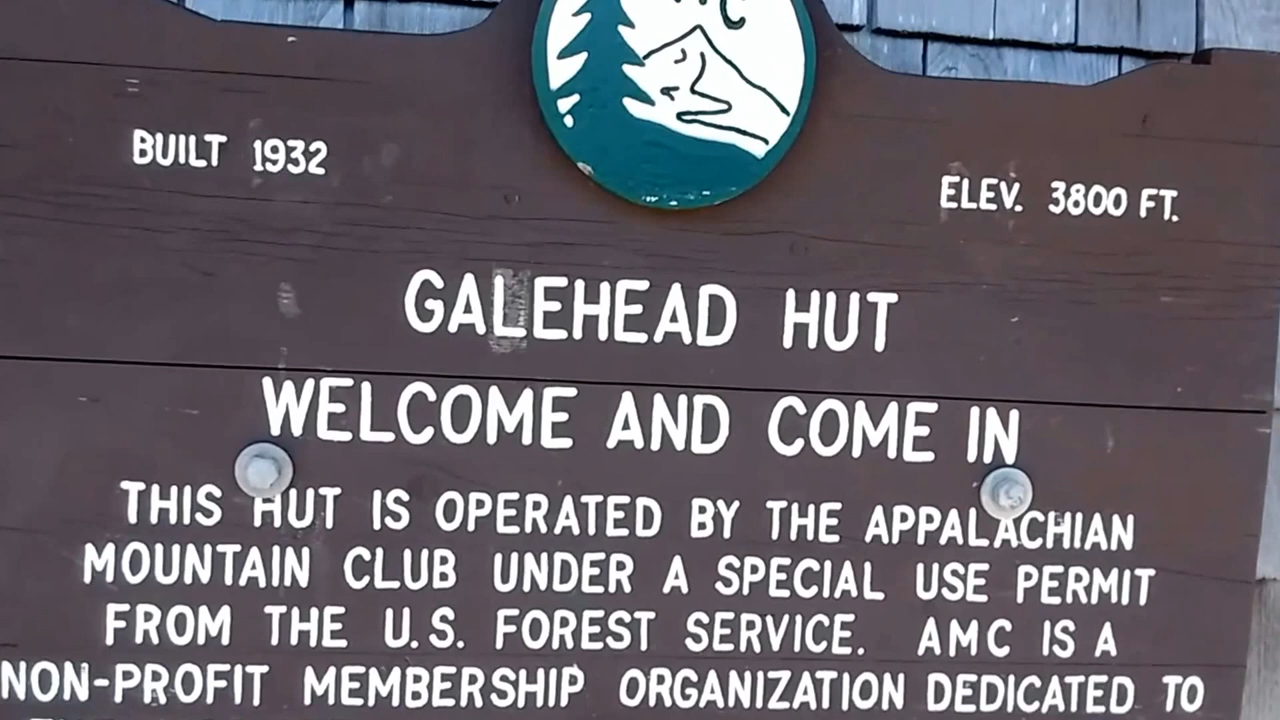 BUILT 1932
ELEV. 3800 FT.
GALEHEAD HUT
WELCOME AND COME IN
THIS HUT IS OPERATED BY THE APPALACHIAN
MOUNTAIN CLUB UNDER A SPECIAL USE PERMIT
FROM THE U.S. FOREST SERVICE. AMC IS A
NON-PROFIT MEMBERSHIP ORGANIZATION DEDICATED TO